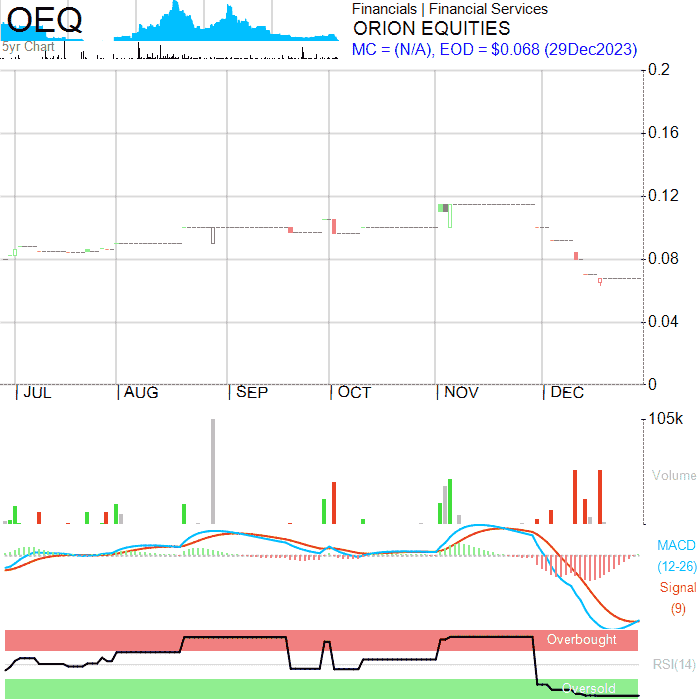 OEQ
5yr Chart
Financials | Financial Services
ORION EQUITIES
MC = (N/A), EOD = $0.068 (29Dec2023)
0.2
0.16
0.12
0.08
0.04
0
JUL AUG SEP OCT NOV DEC
105k
Volume
MACD
(12-26)
Signal
(9)
Overbought
RSI(14)
Oversold